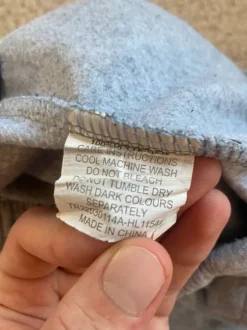 CARE INSTRUCTIONS
COOL MACHINE WASH
DO NOT BLEACH
DO NOT TUMBLE DRY
WASH DARK COLOURS
SEPARATELY
MADE IN CHINA